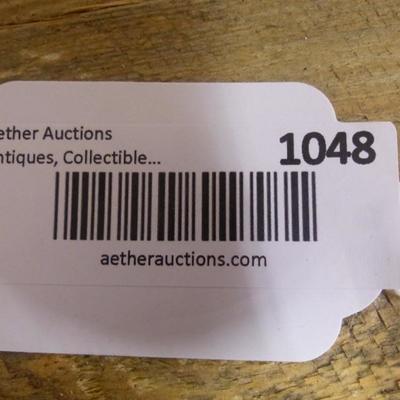 ether Auctions
ntiques, Collectible...
1048
aetherauctions.com